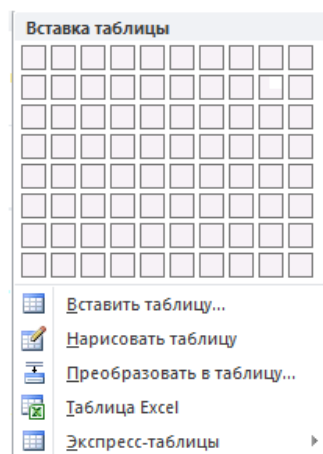 Вставка таблицы
Вставить таблицу...
Нарисовать таблицу
Преобразовать в таблицу...
Таблица Excel
Экспресс-таблицы